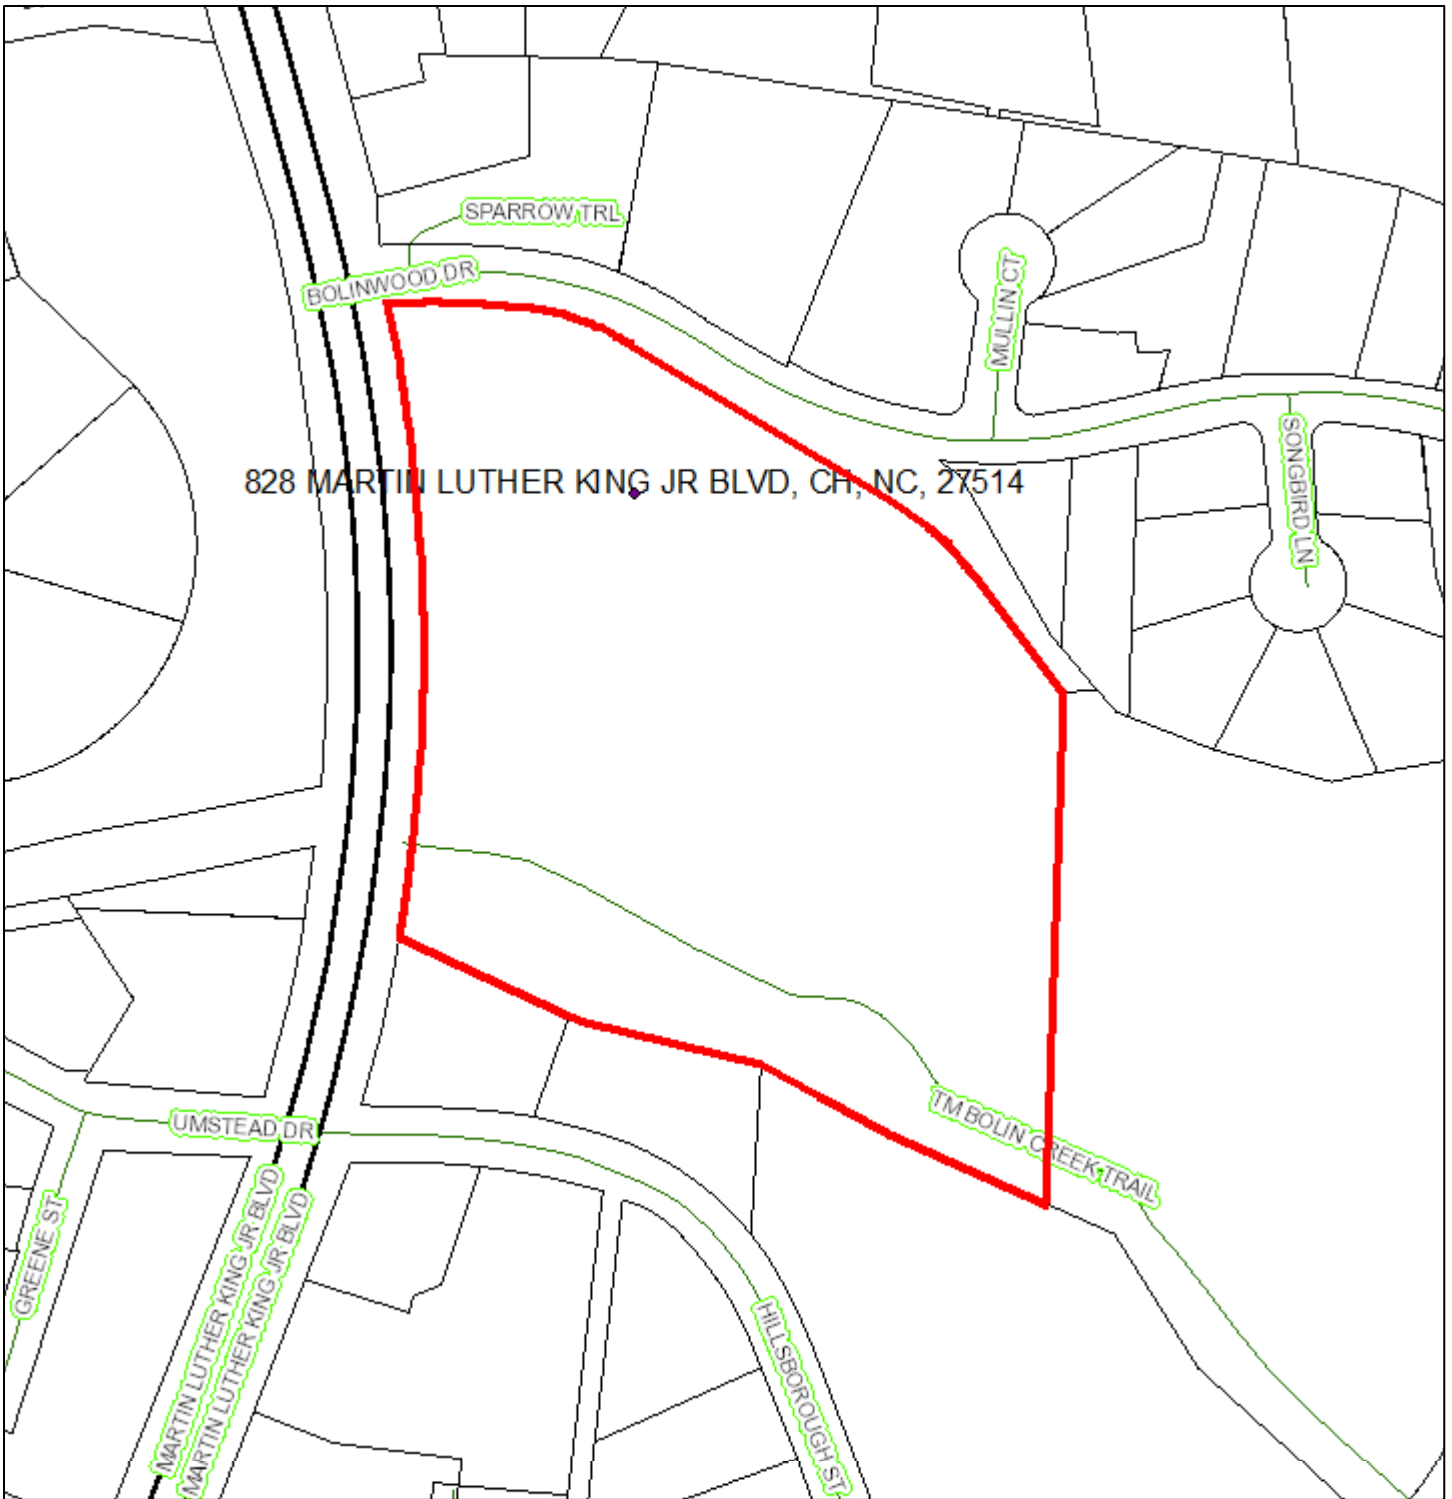 SPARROW TRL
BOLINWOOD DR
MULLIN CT
828 MARTIN LUTHER KING JR BLVD, CH, NC, 27514
SONGBIRD LN
TM BOLIN CREEK TRAIL
UMSTEAD DR
GREENE ST
MARTIN LUTHER KING JR BLVD
MARTIN LUTHER KING JR BLVD
HILLSBOROUGH ST